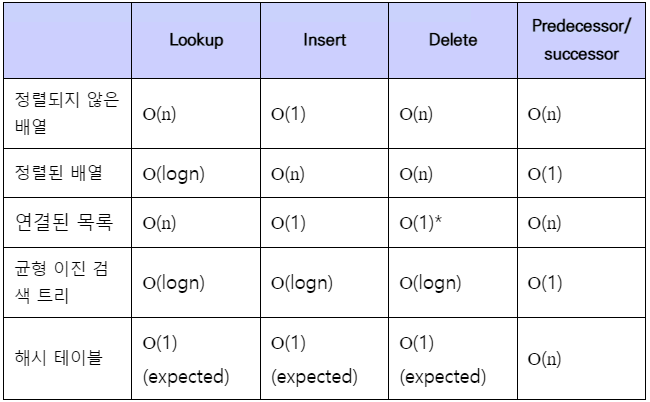 Lookup Insert Delete Predecessor/
successor
정렬되지 않은
배열 O(n) O(1) O(n) O(n)
정렬된 배열 O(logn) O(n) O(n) O(1)
연결된 목록 O(n) O(1) O(1)* O(n)
균형 이진 검
색 트리 O(logn) O(logn) O(logn) O(1)
해시 테이블 O(1)
(expected) O(1)
(expected) O(1)
(expected) O(n)